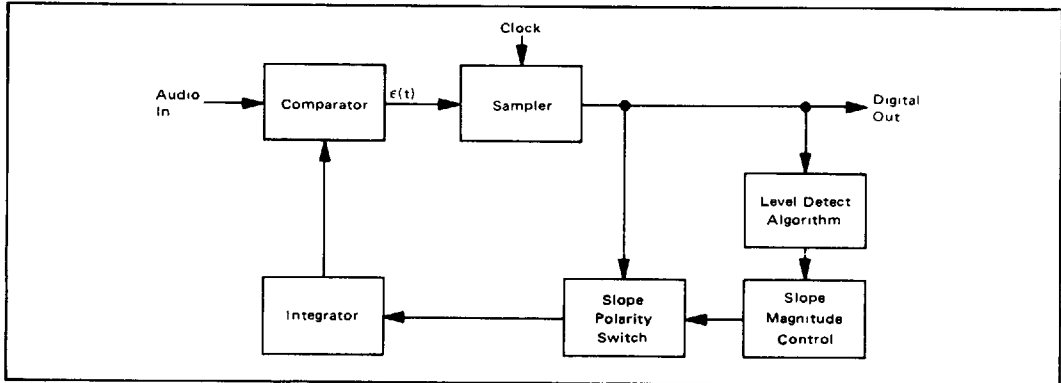 Clock
Audio
In
Comparator
ε(t)
Sampler
Digital
Out
Level Detect
Algorithm
Integrator
Slope
Polarity
Switch
Slope
Magnitude
Control